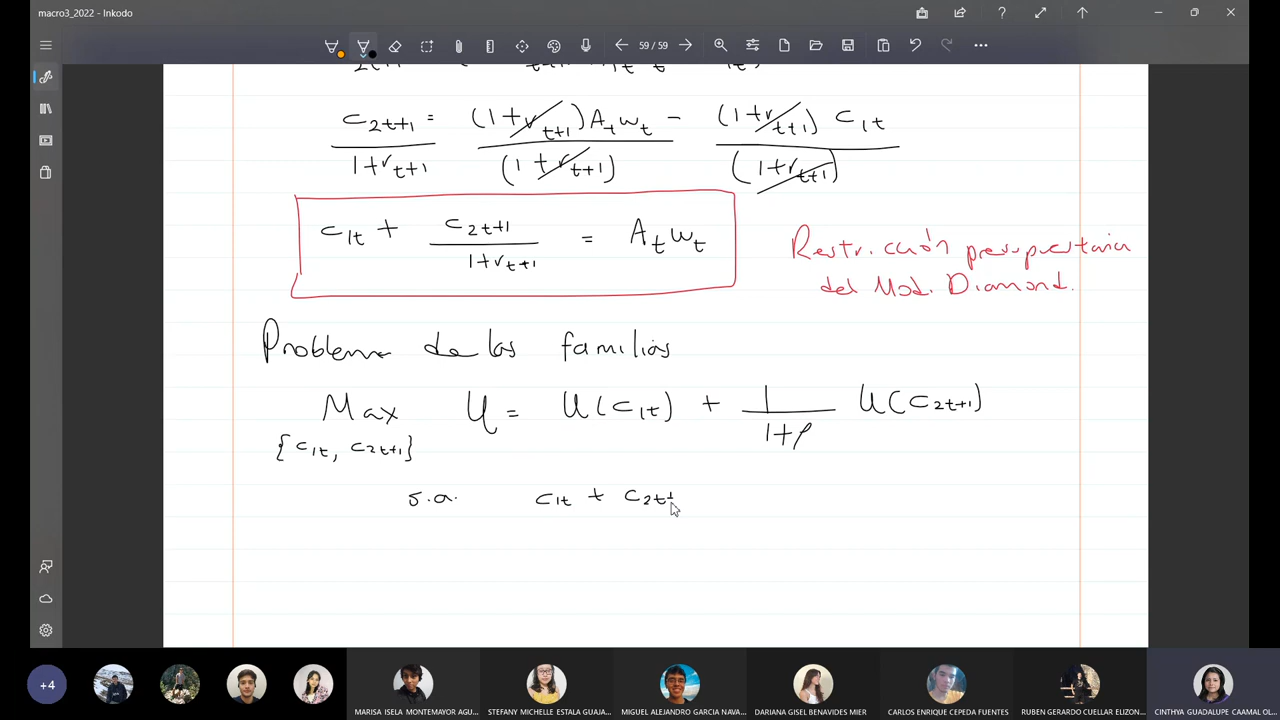 macro3_2022 - Inkodo
59 / 59
c2t+1 = (1+rt+1)Atwt - (1+rt+1) c1t
1+rt+1 (1+rt+1) (1+rt+1)
c1t + c2t+1 = Atwt
1+rt+1
Restricción presupuestaria
del Mod. Diamond.
Problema de las familias
Max U = U(c1t) + 1 U(c2t+1)
1+ρ
{c1t, c2t+1}
s.a. c1t + c2t+
+4
MARISA ISELA MONTEMAYOR AGU...
STEFANY MICHELLE ESTALA GUAJA...
MIGUEL ALEJANDRO GARCIA NAVA...
DARIANA GISEL BENAVIDES MIER
CARLOS ENRIQUE CEPEDA FUENTES
RUBEN GERARDO CUELLAR ELIZON...
CINTHYA GUADALUPE CAAMAL OL...